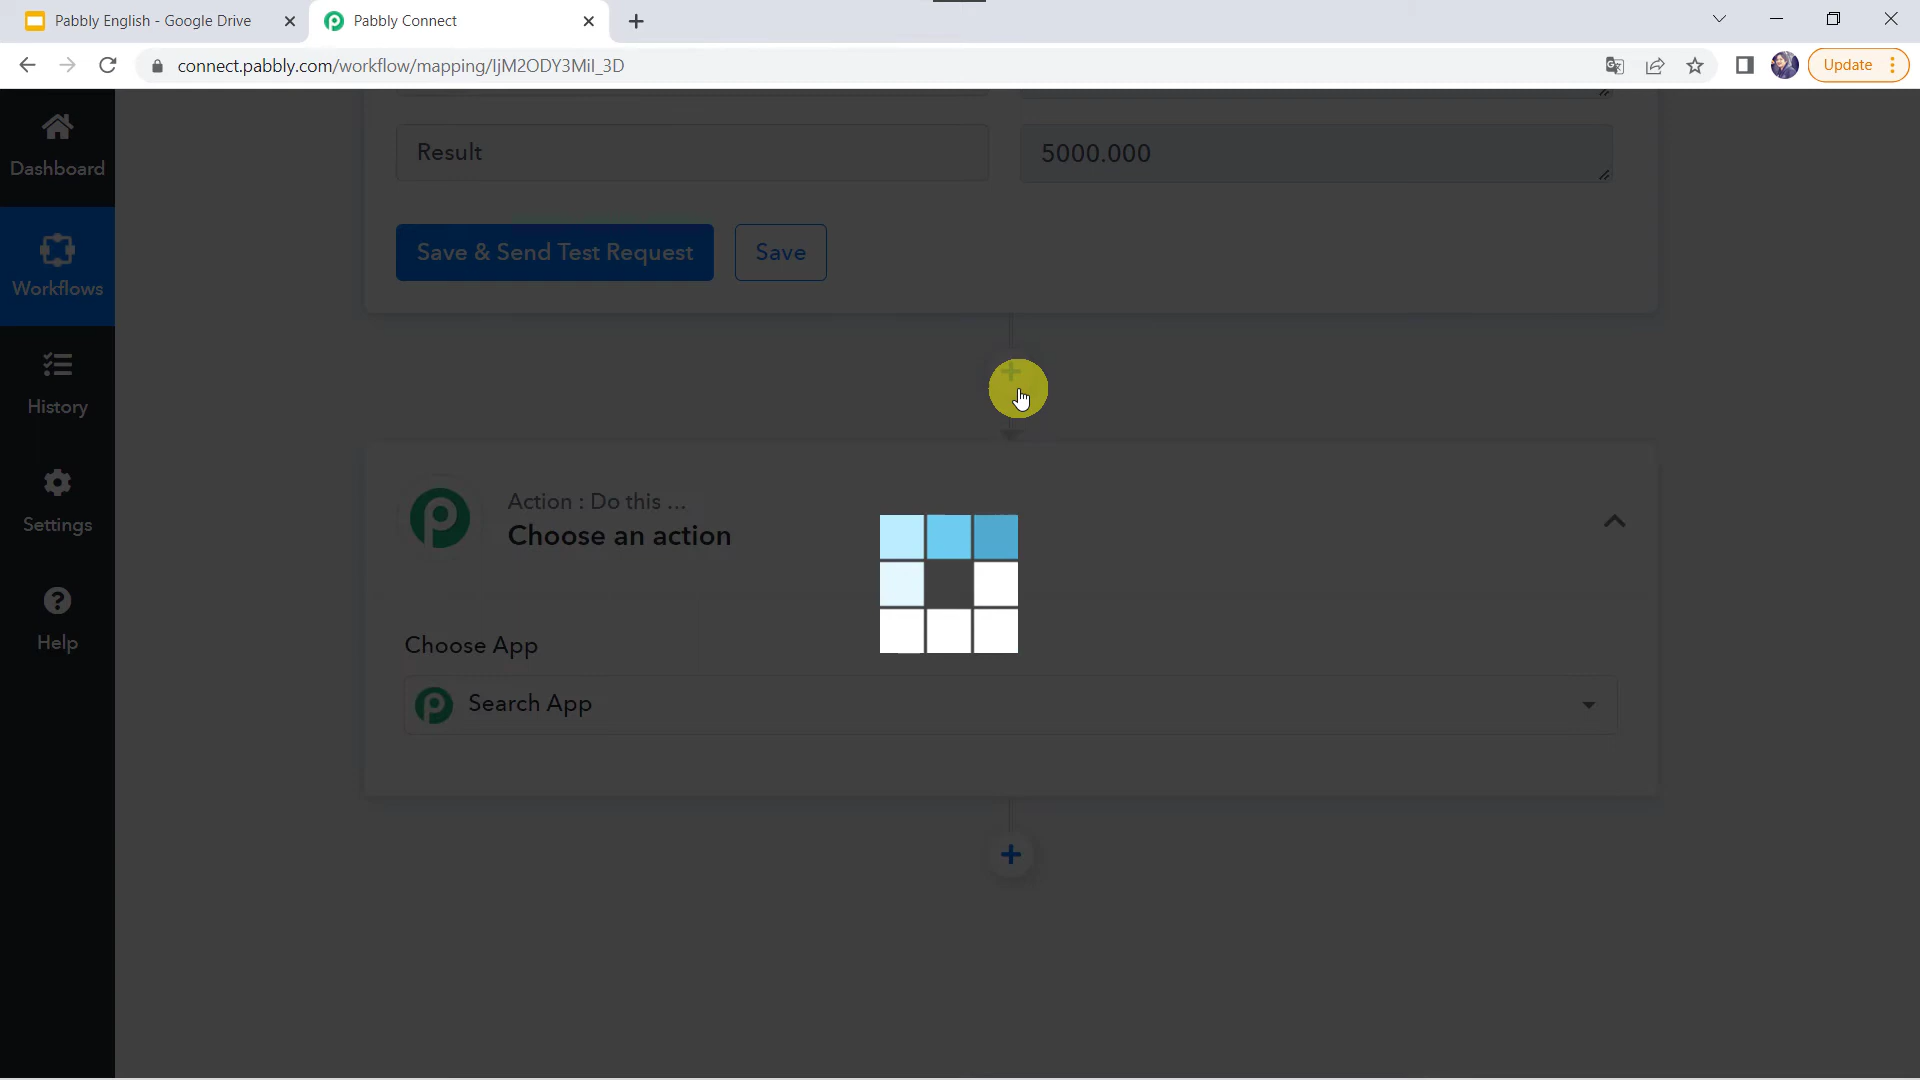 Pabbly English - Google Drive
Pabbly Connect
connect.pabbly.com/workflow/mapping/IjM2ODY3MiI_3D
Update
Dashboard
Workflows
History
Settings
Help
Result
5000.000
Save & Send Test Request
Save
Action : Do this ...
Choose an action
Choose App
Search App